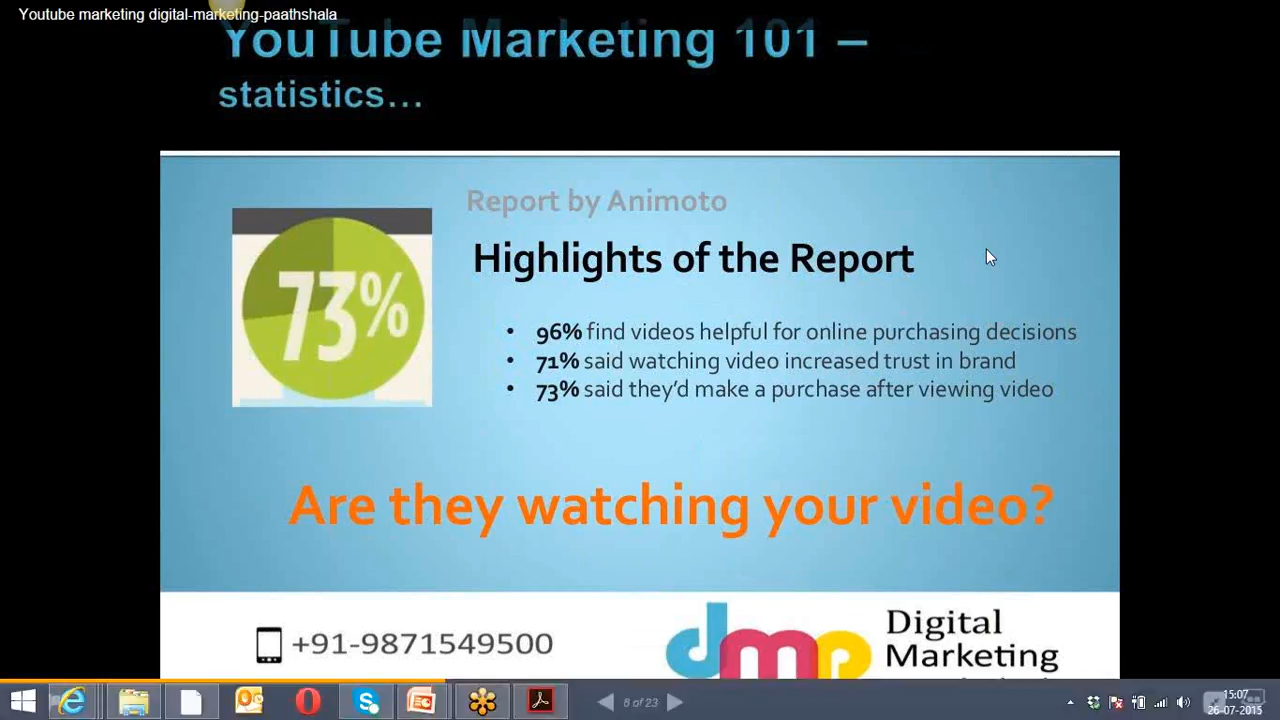 Youtube marketing digital-marketing-paathshala
YouTube Marketing 101 –
statistics...
Report by Animoto
Highlights of the Report
73%
• 96% find videos helpful for online purchasing decisions
• 71% said watching video increased trust in brand
• 73% said they'd make a purchase after viewing video
Are they watching your video?
+91-9871549500
dmp
Digital
Marketing
8 of 23
15:07
26-07-2015